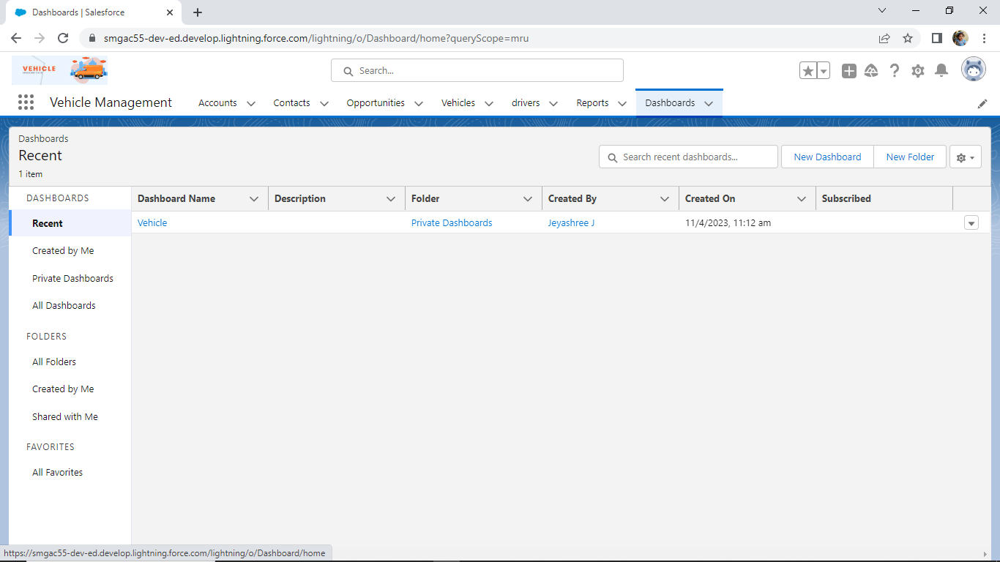 Dashboards | Salesforce
smgac55-dev-ed.develop.lightning.force.com/lightning/o/Dashboard/home?queryScope=mru
VEHICLE
Search...
Vehicle Management
Accounts
Contacts
Opportunities
Vehicles
drivers
Reports
Dashboards
Dashboards
Recent
1 item
Search recent dashboards...
New Dashboard
New Folder
DASHBOARDS
Recent
Created by Me
Private Dashboards
All Dashboards
FOLDERS
All Folders
Created by Me
Shared with Me
FAVORITES
All Favorites
Dashboard Name Description Folder Created By Created On Subscribed
Vehicle Private Dashboards Jeyashree J 11/4/2023, 11:12 am
https://smgac55-dev-ed.develop.lightning.force.com/lightning/o/Dashboard/home